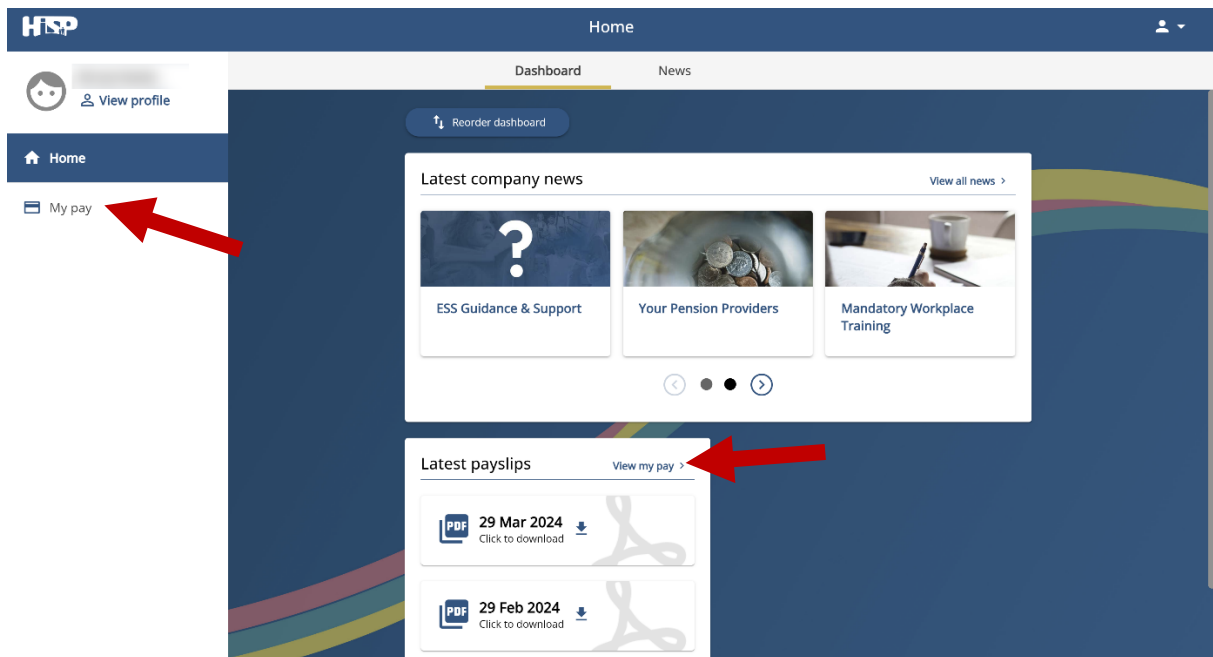 HISP
Home
Dashboard
News
View profile
Home
My pay
Reorder dashboard
Latest company news
View all news >
?
ESS Guidance & Support
Your Pension Providers
Mandatory Workplace
Training
Latest payslips
View my pay >
PDF
29 Mar 2024
Click to download
PDF
29 Feb 2024
Click to download